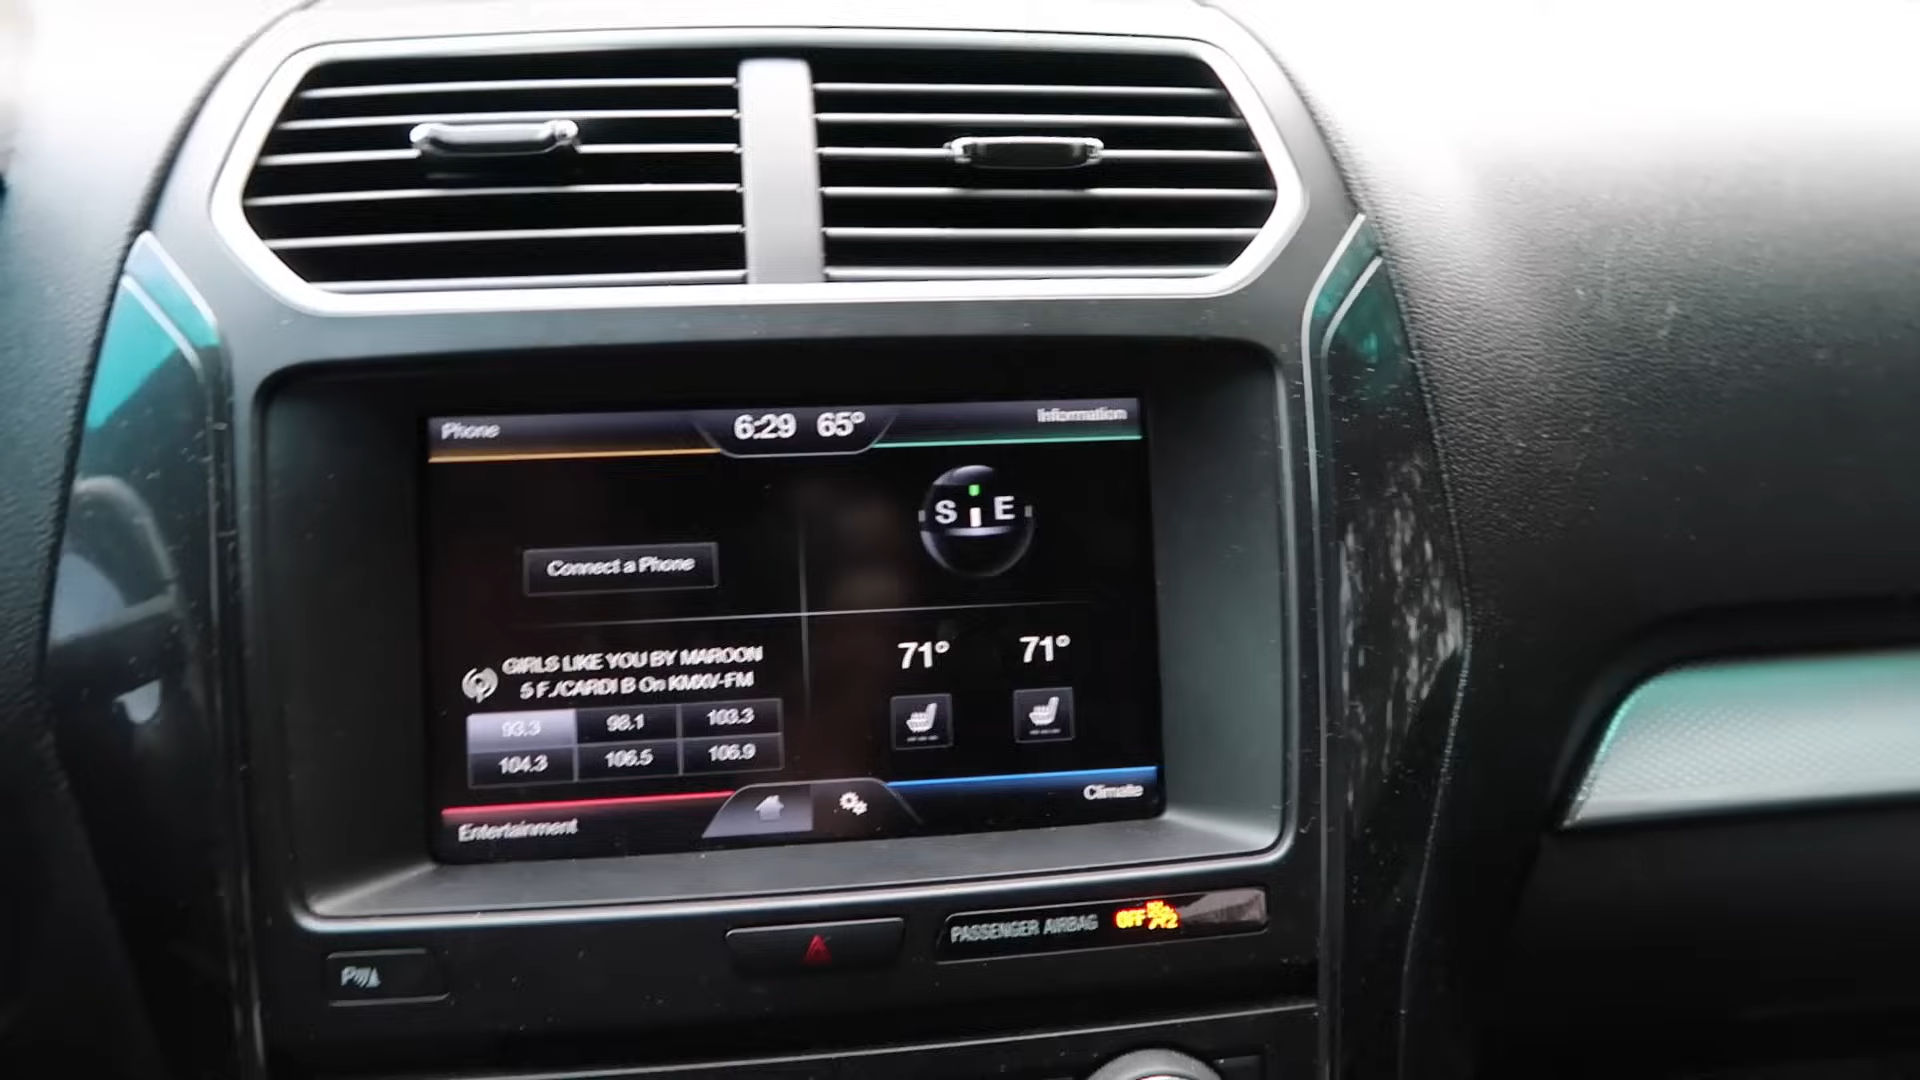 Phone
6:29 65°
Information
S E
Connect a Phone
GIRLS LIKE YOU BY MAROON
5 F./CARDI B On KMXV-FM
93.3 98.1 103.3
104.3 106.5 106.9
71° 71°
Entertainment
Climate
PASSENGER AIRBAG OFF
P